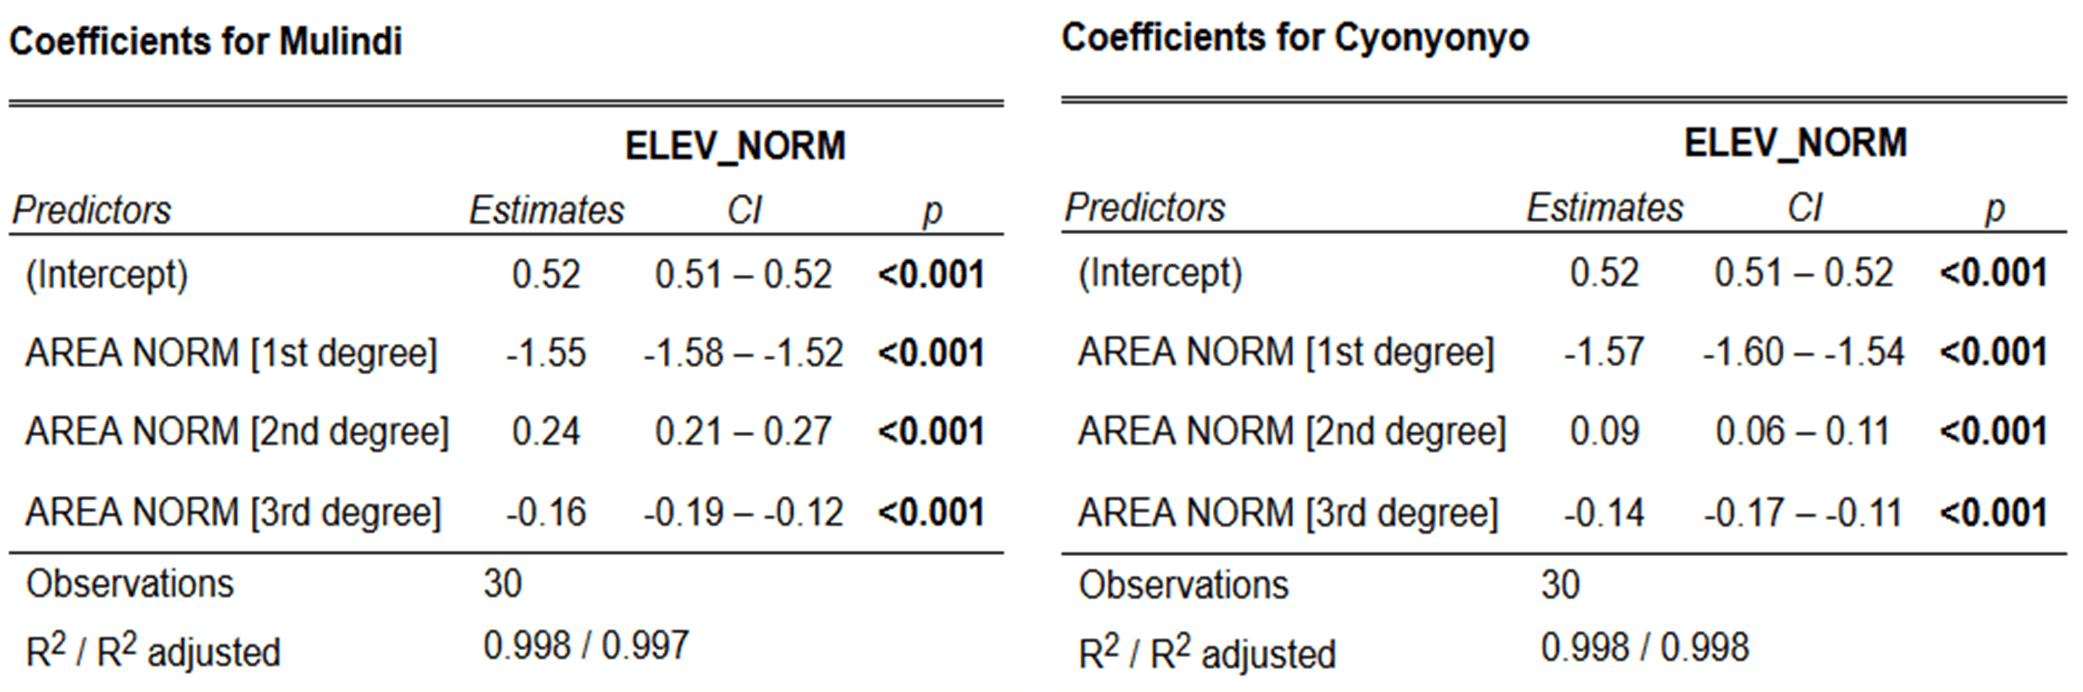 Coefficients for Mulindi
ELEV_NORM
Predictors Estimates CI p
(Intercept) 0.52 0.51 – 0.52 <0.001
AREA NORM [1st degree] -1.55 -1.58 – -1.52 <0.001
AREA NORM [2nd degree] 0.24 0.21 – 0.27 <0.001
AREA NORM [3rd degree] -0.16 -0.19 – -0.12 <0.001
Observations 30
R2 / R2 adjusted 0.998 / 0.997
Coefficients for Cyonyonyo
ELEV_NORM
Predictors Estimates CI p
(Intercept) 0.52 0.51 – 0.52 <0.001
AREA NORM [1st degree] -1.57 -1.60 – -1.54 <0.001
AREA NORM [2nd degree] 0.09 0.06 – 0.11 <0.001
AREA NORM [3rd degree] -0.14 -0.17 – -0.11 <0.001
Observations 30
R2 / R2 adjusted 0.998 / 0.998